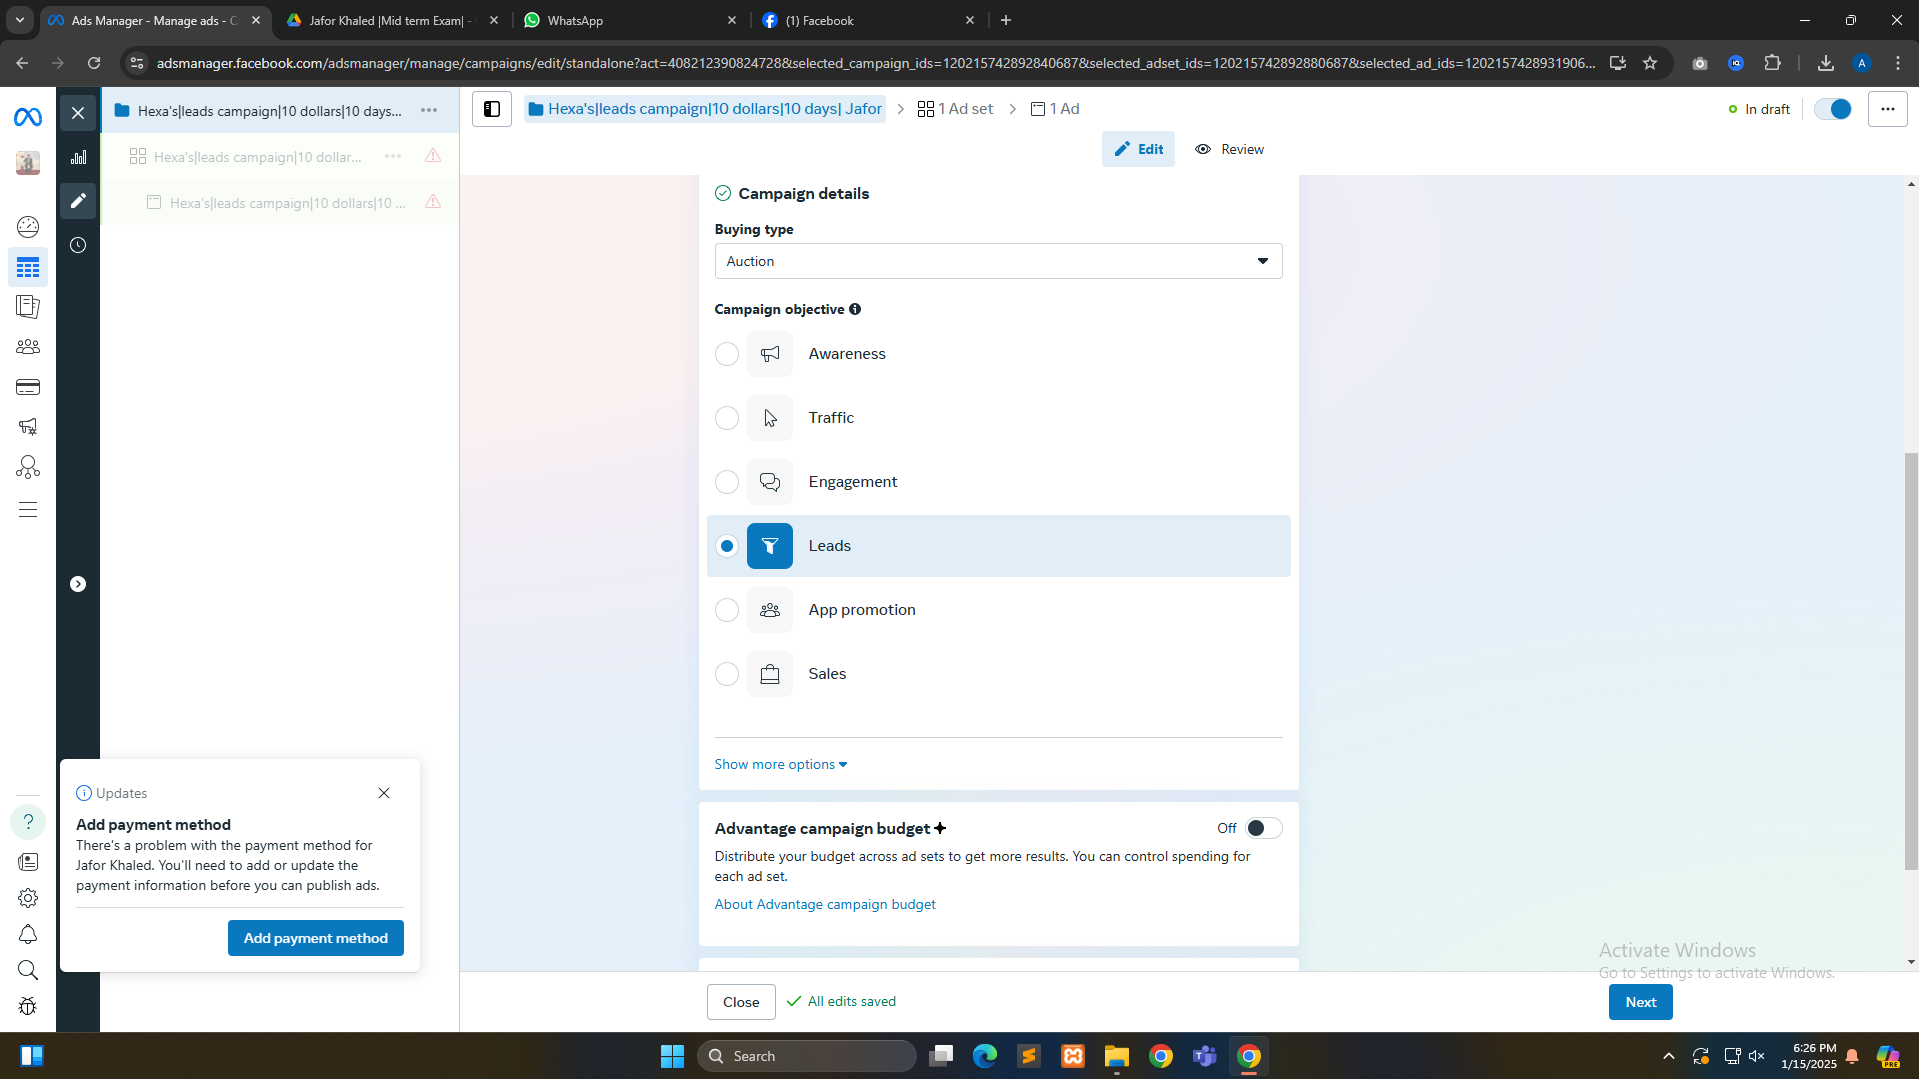 Ads Manager - Manage ads - C
Jafor Khaled |Mid term Exam| -
WhatsApp
(1) Facebook
adsmanager.facebook.com/adsmanager/manage/campaigns/edit/standalone?act=408212390824728&selected_campaign_ids=120215742892840687&selected_adset_ids=120215742892880687&selected_ad_ids=1202157428931906...
Hexa's|leads campaign|10 dollars|10 days...
Hexa's|leads campaign|10 dollar...
Hexa's|leads campaign|10 dollars|10 ...
Hexa's|leads campaign|10 dollars|10 days| Jafor
1 Ad set
1 Ad
In draft
Edit
Review
Campaign details
Buying type
Auction
Campaign objective
Awareness
Traffic
Engagement
Leads
App promotion
Sales
Show more options
Advantage campaign budget
Off
Distribute your budget across ad sets to get more results. You can control spending for
each ad set.
About Advantage campaign budget
Updates
Add payment method
There's a problem with the payment method for
Jafor Khaled. You'll need to add or update the
payment information before you can publish ads.
Add payment method
Activate Windows
Go to Settings to activate Windows.
Close
All edits saved
Next
Search
6:26 PM
1/15/2025
PRE